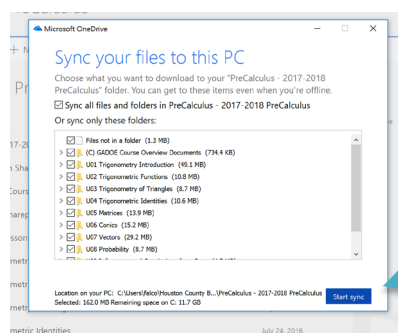 Microsoft OneDrive
Sync your files to this PC
Choose what you want to download to your "PreCalculus - 2017-2018
PreCalculus" folder. You can get to these items even when you're offline.
Sync all files and folders in PreCalculus - 2017-2018 PreCalculus
Or sync only these folders:
Files not in a folder (1.3 MB)
(C) GADOE Course Overview Documents (734.4 KB)
U01 Trigonometry Introduction (49.1 MB)
U02 Trigonometric Functions (10.8 MB)
U03 Trigonometry of Triangles (8.7 MB)
U04 Trigonometric Identities (10.6 MB)
U05 Matrices (13.9 MB)
U06 Conics (15.2 MB)
U07 Vectors (29.2 MB)
U08 Probability (8.7 MB)
Location on your PC: C:\Users\falco\Houston County B...\PreCalculus - 2017-2018 PreCalculus
Selected: 162.0 MB Remaining space on C: 11.7 GB
Start sync
metric Identities
July 24, 2016